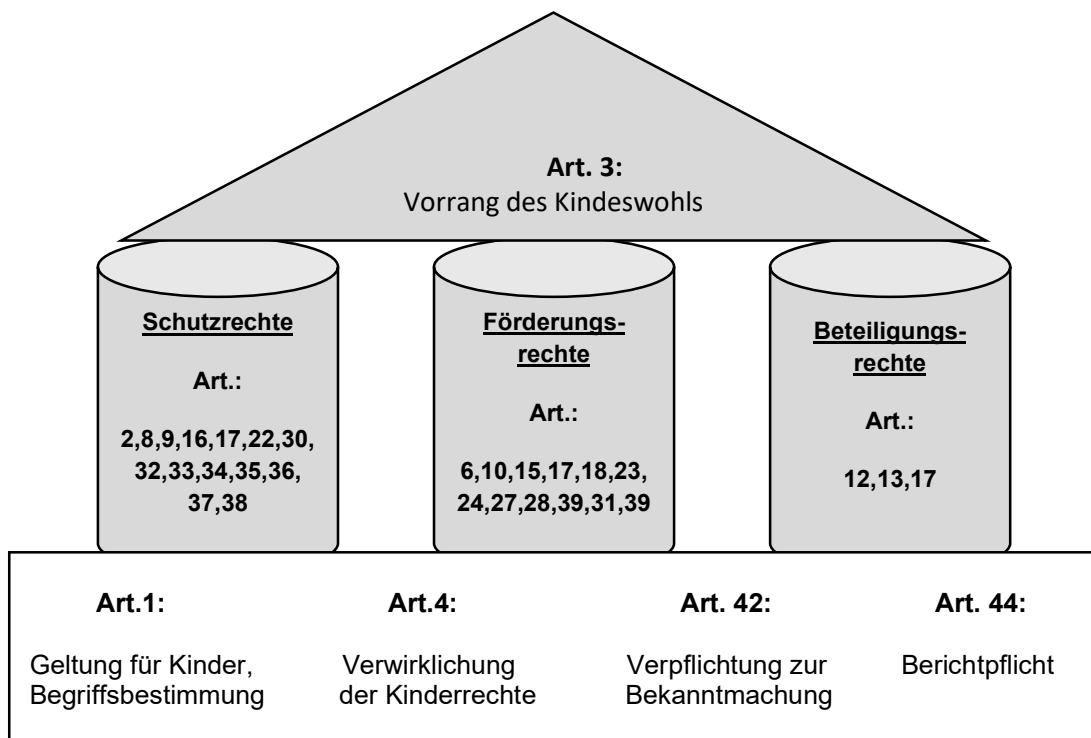 Art. 3:
Vorrang des Kindeswohls
Schutzrechte
Art.:
2,8,9,16,17,22,30,
32,33,34,35,36,
37,38
Förderungs-
rechte
Art.:
6,10,15,17,18,23,
24,27,28,39,31,39
Beteiligungs-
rechte
Art.:
12,13,17
Art.1:
Geltung für Kinder,
Begriffsbestimmung
Art.4:
Verwirklichung
der Kinderrechte
Art. 42:
Verpflichtung zur
Bekanntmachung
Art. 44:
Berichtpflicht